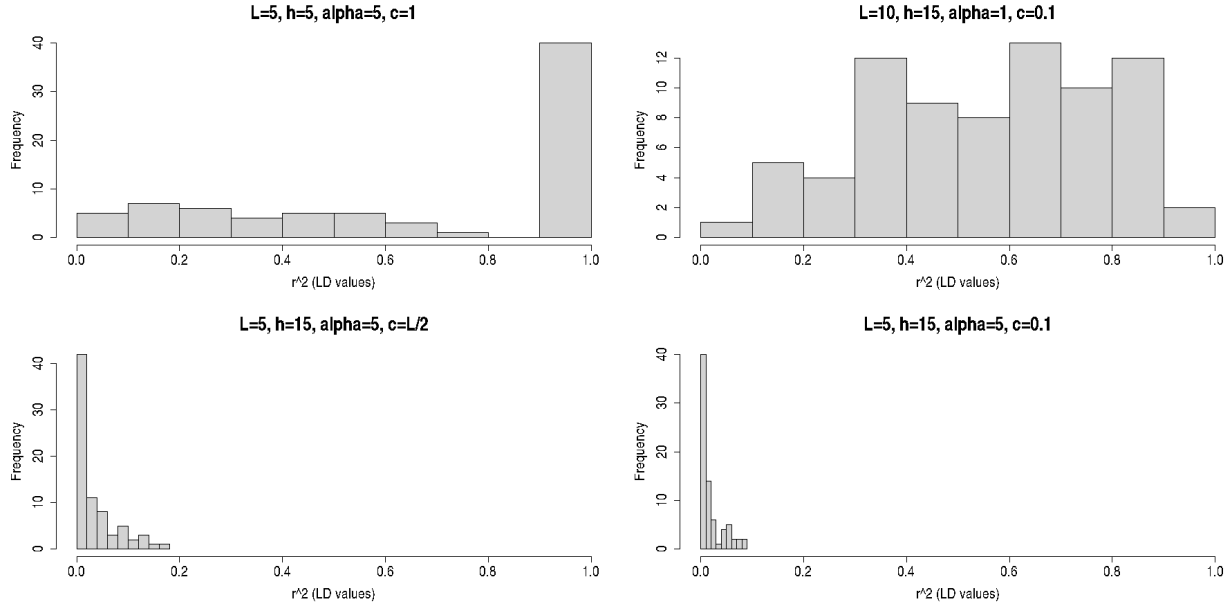 L=5, h=5, alpha=5, c=1
Frequency
0 10 20 30 40
0.0 0.2 0.4 0.6 0.8 1.0
r^2 (LD values)
L=10, h=15, alpha=1, c=0.1
Frequency
0 2 4 6 8 10 12
0.0 0.2 0.4 0.6 0.8 1.0
r^2 (LD values)
L=5, h=15, alpha=5, c=L/2
Frequency
0 10 20 30 40
0.0 0.2 0.4 0.6 0.8 1.0
r^2 (LD values)
L=5, h=15, alpha=5, c=0.1
Frequency
0 10 20 30 40
0.0 0.2 0.4 0.6 0.8 1.0
r^2 (LD values)